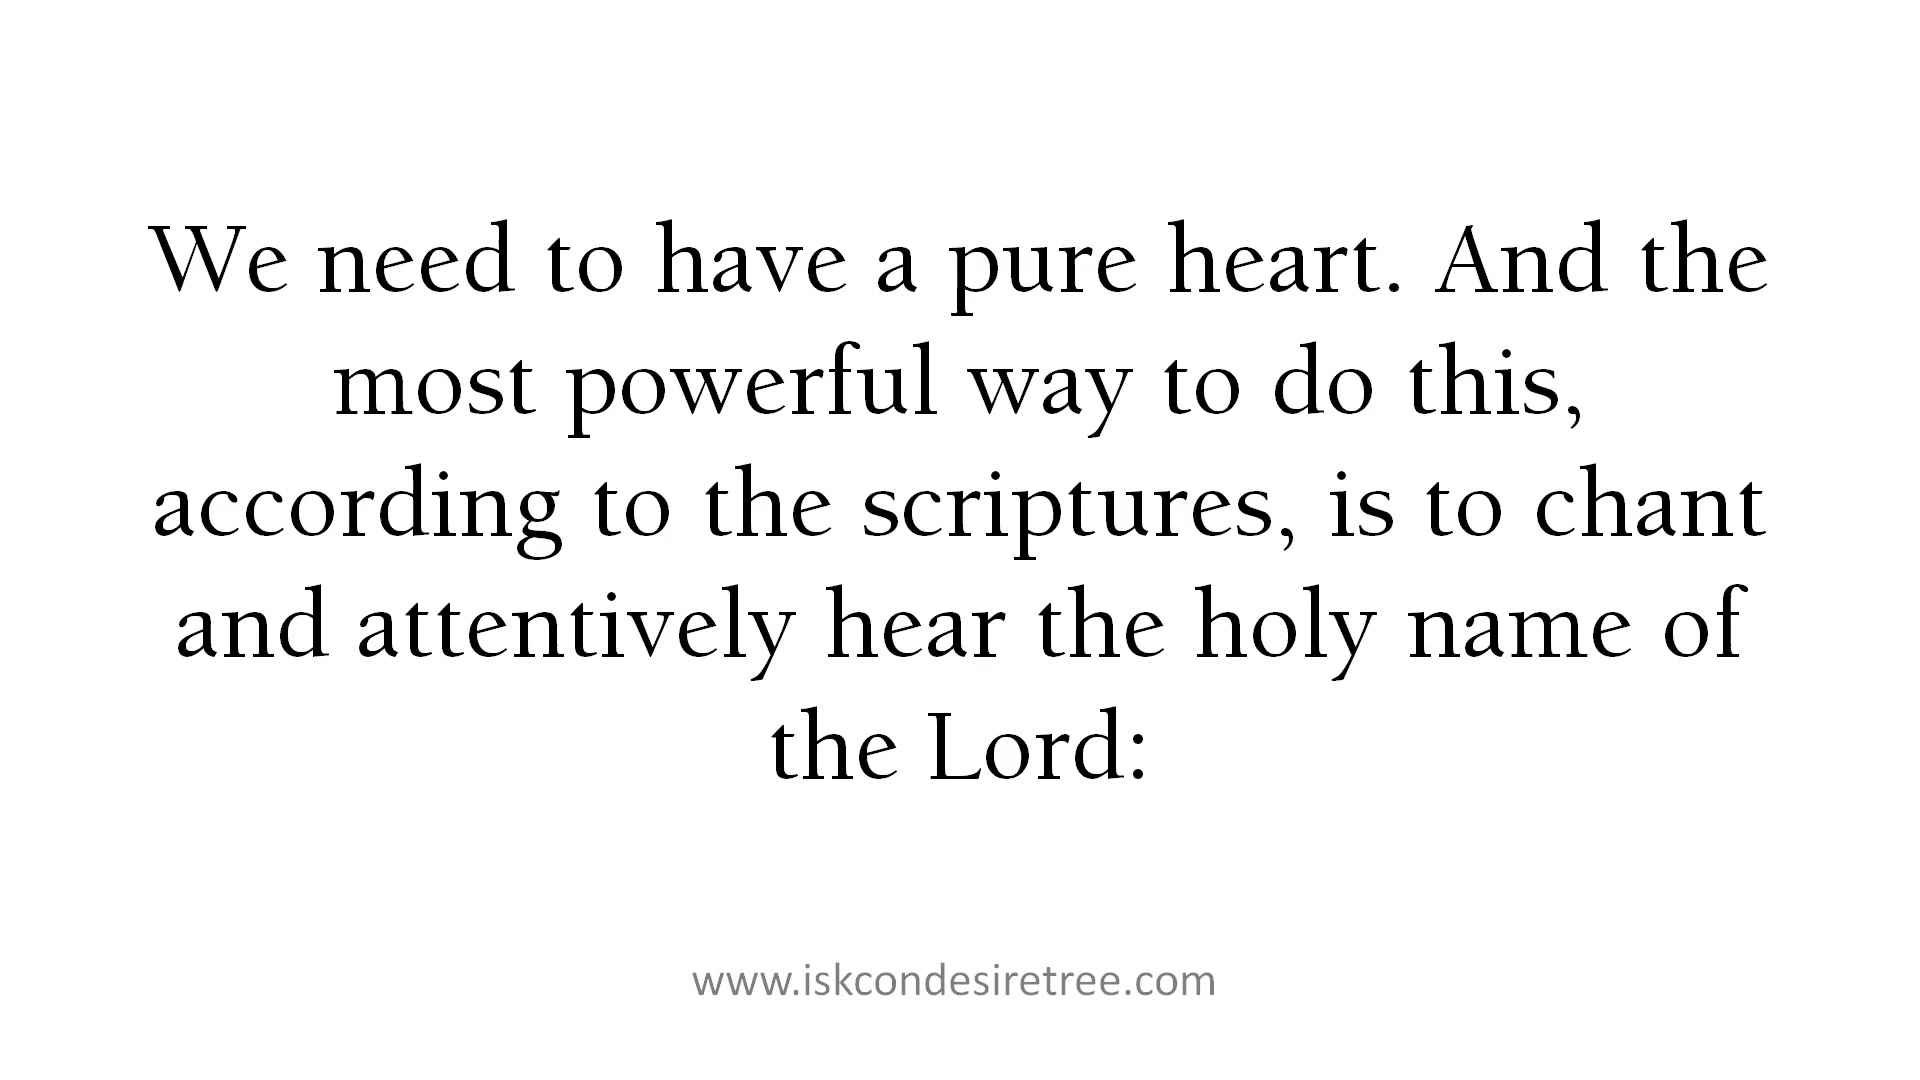 We need to have a pure heart. And the
most powerful way to do this,
according to the scriptures, is to chant
and attentively hear the holy name of
the Lord:
www.iskcondesiretree.com